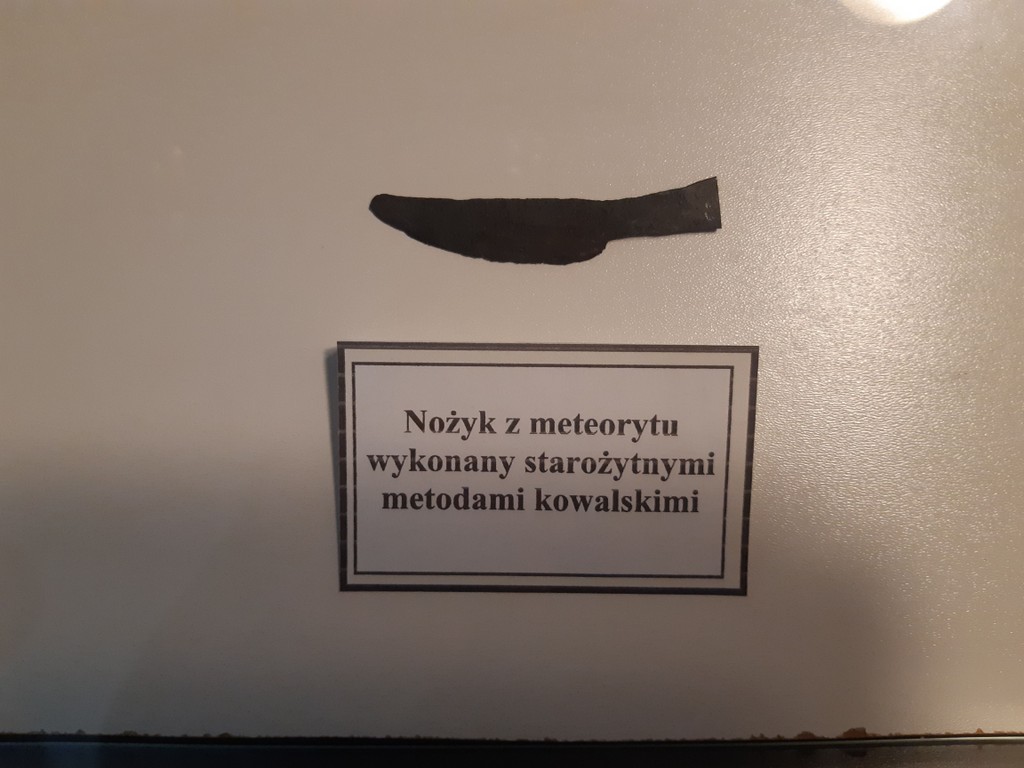 Nożyk z meteorytu
wykonany starożytnymi
metodami kowalskimi